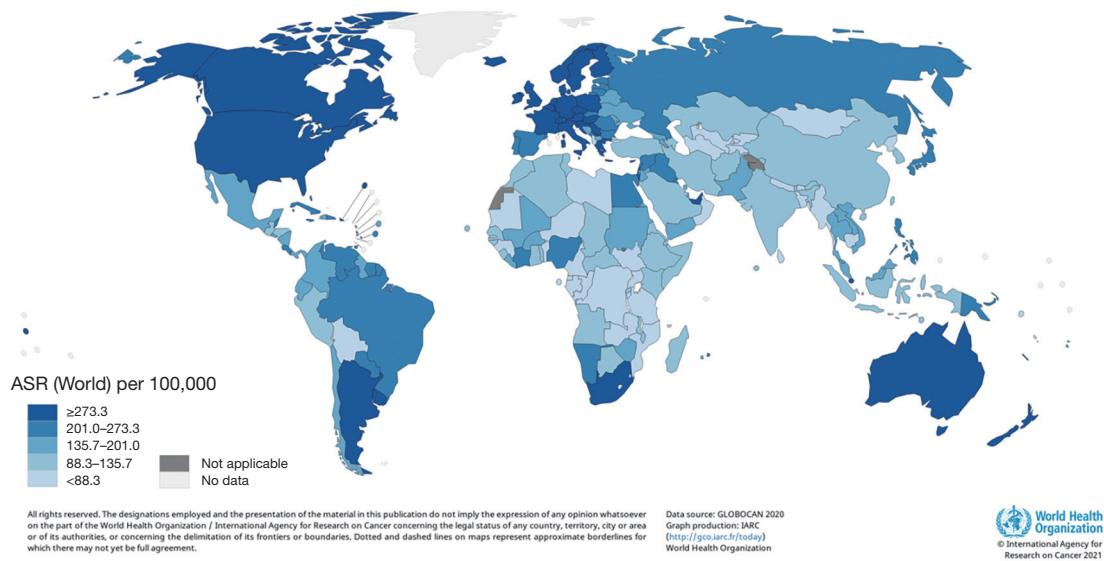 ASR (World) per 100,000
≥273.3
201.0–273.3
135.7–201.0
88.3–135.7
<88.3
Not applicable
No data
All rights reserved. The designations employed and the presentation of the material in this publication do not imply the expression of any opinion whatsoever
on the part of the World Health Organization / International Agency for Research on Cancer concerning the legal status of any country, territory, city or area
or of its authorities, or concerning the delimitation of its frontiers or boundaries. Dotted and dashed lines on maps represent approximate borderlines for
which there may not yet be full agreement.
Data source: GLOBOCAN 2020
Graph production: IARC
(http://gco.iarc.fr/today)
World Health Organization
World Health
Organization
© International Agency for
Research on Cancer 2021